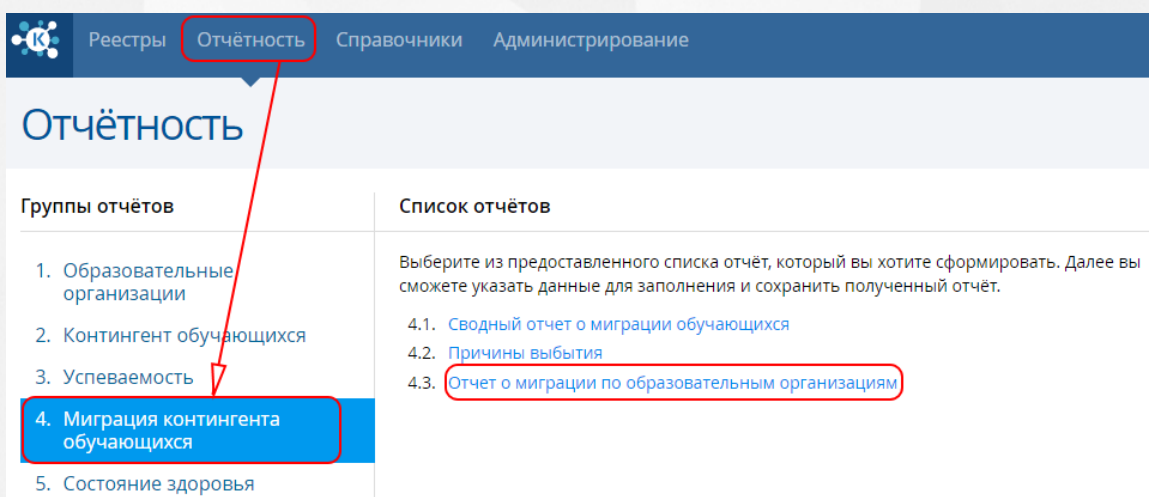 К Реестры Отчётность Справочники Администрирование
Отчётность
Группы отчётов
1. Образовательные
организации
2. Контингент обучающихся
3. Успеваемость
4. Миграция контингента
обучающихся
5. Состояние здоровья
Список отчётов
Выберите из предоставленного списка отчёт, который вы хотите сформировать. Далее вы
сможете указать данные для заполнения и сохранить полученный отчёт.
4.1. Сводный отчет о миграции обучающихся
4.2. Причины выбытия
4.3. Отчет о миграции по образовательным организациям